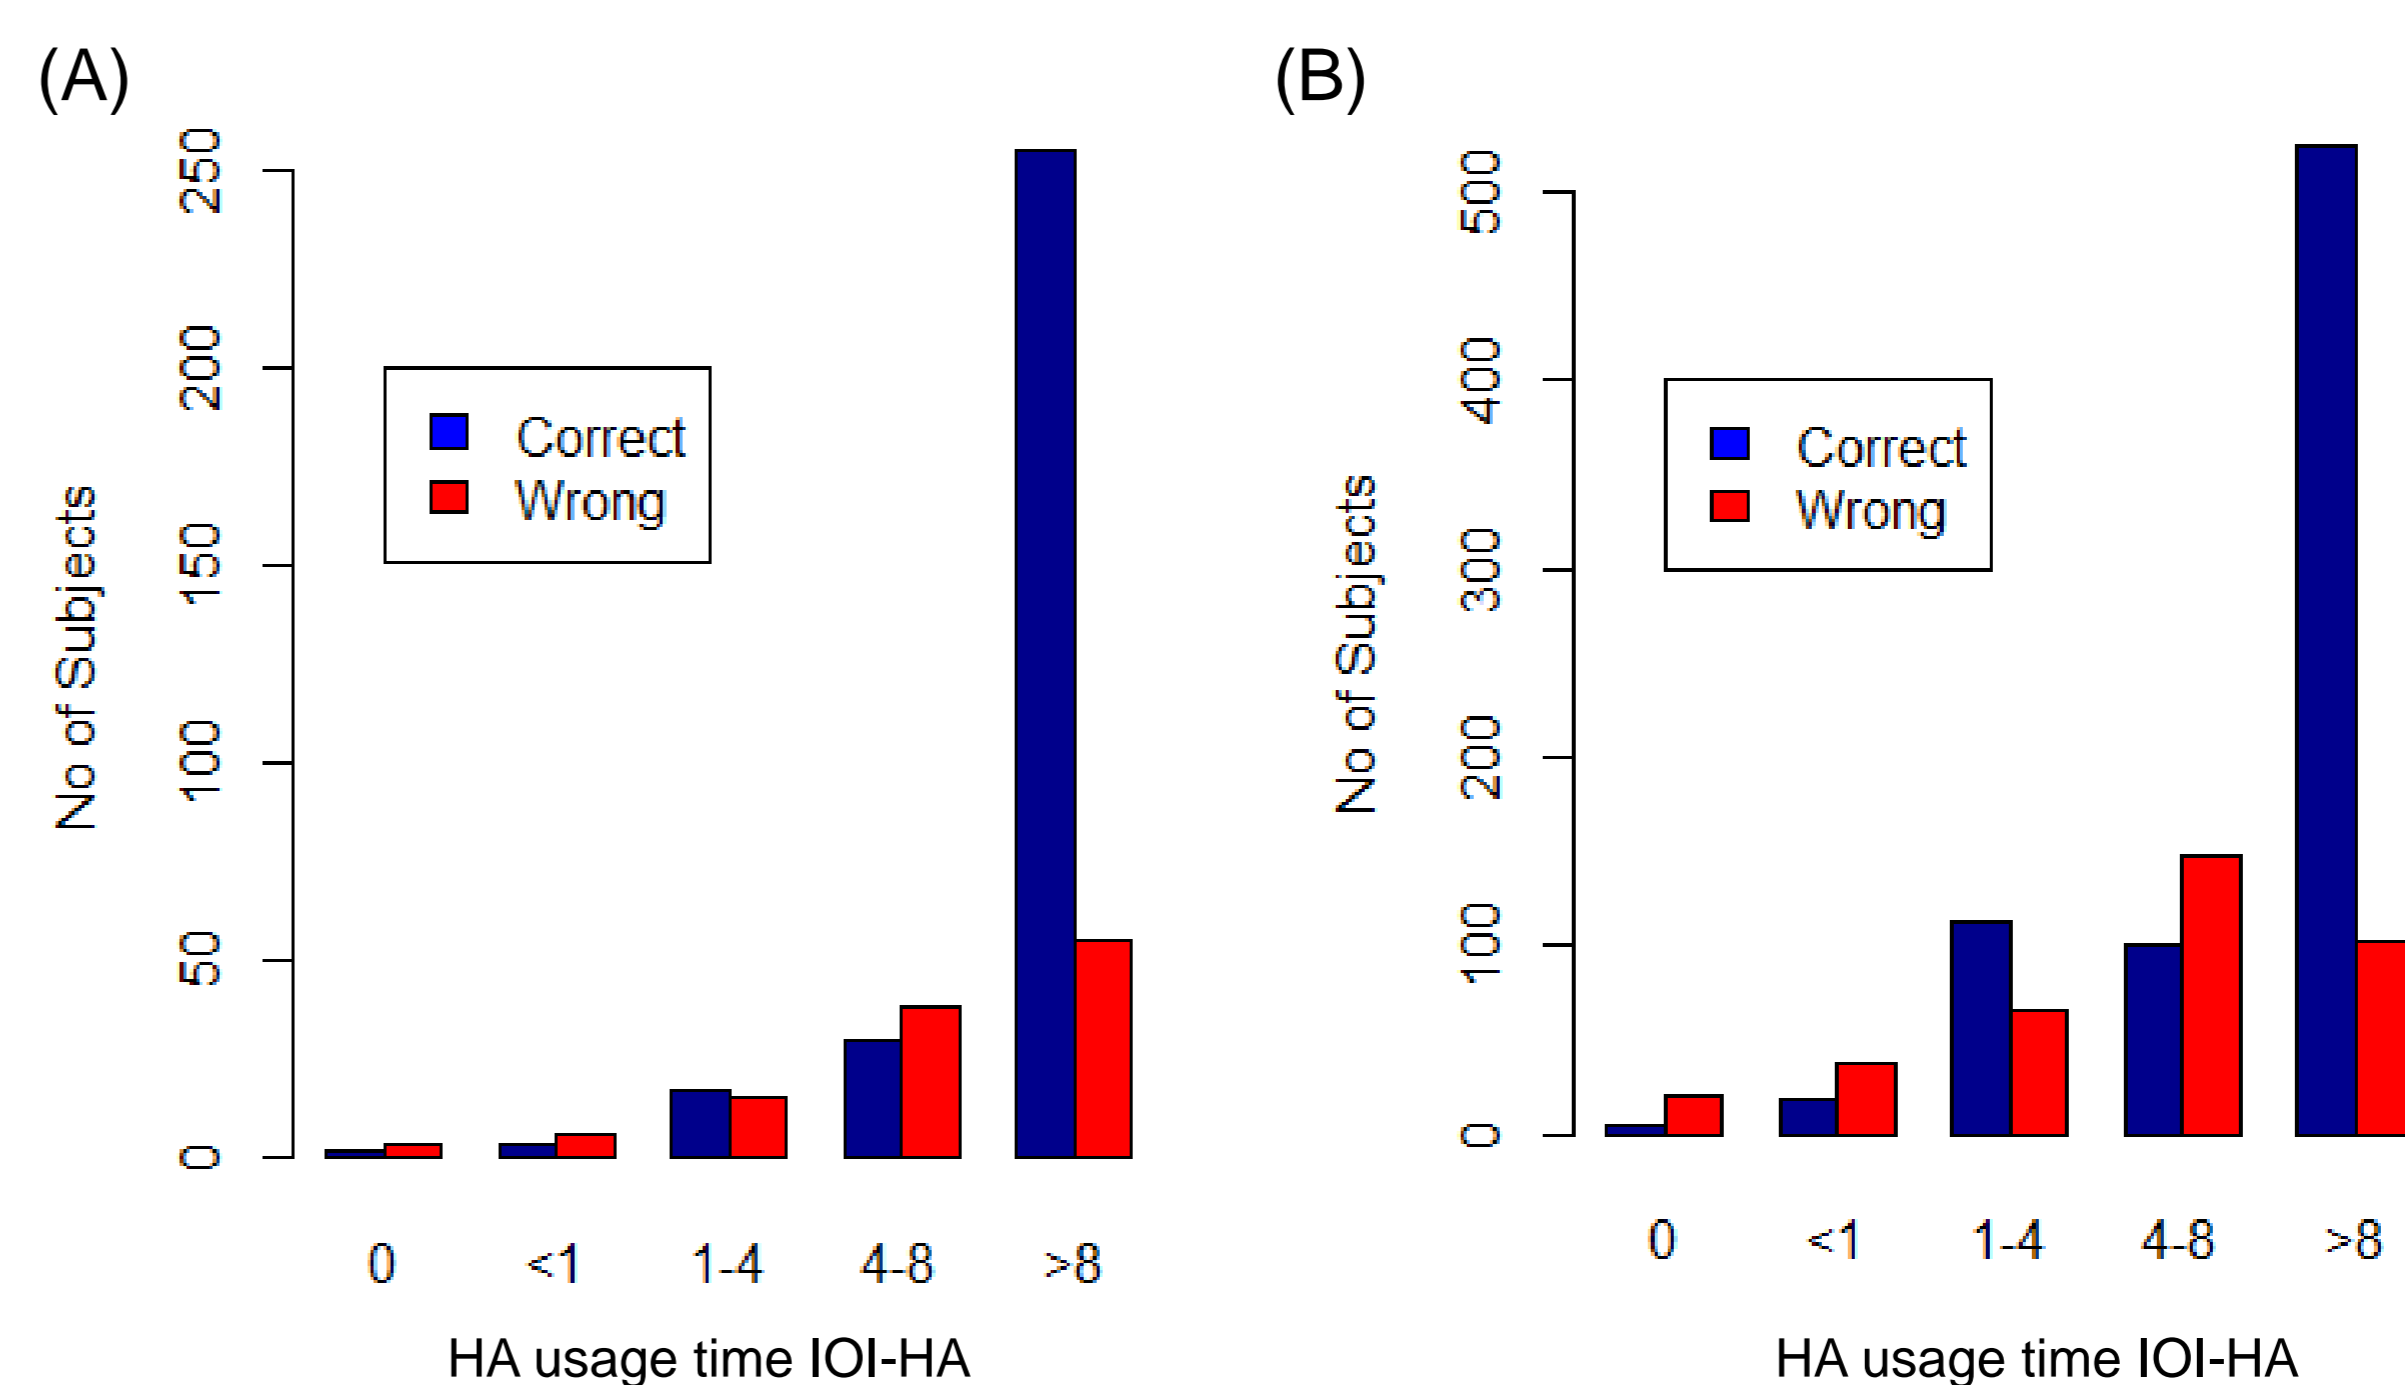 (A)
250
200
150
100
50
0
No of Subjects
Correct
Wrong
0 <1 1-4 4-8 >8
HA usage time IOI-HA
(B)
500
400
300
200
100
0
No of Subjects
Correct
Wrong
0 <1 1-4 4-8 >8
HA usage time IOI-HA